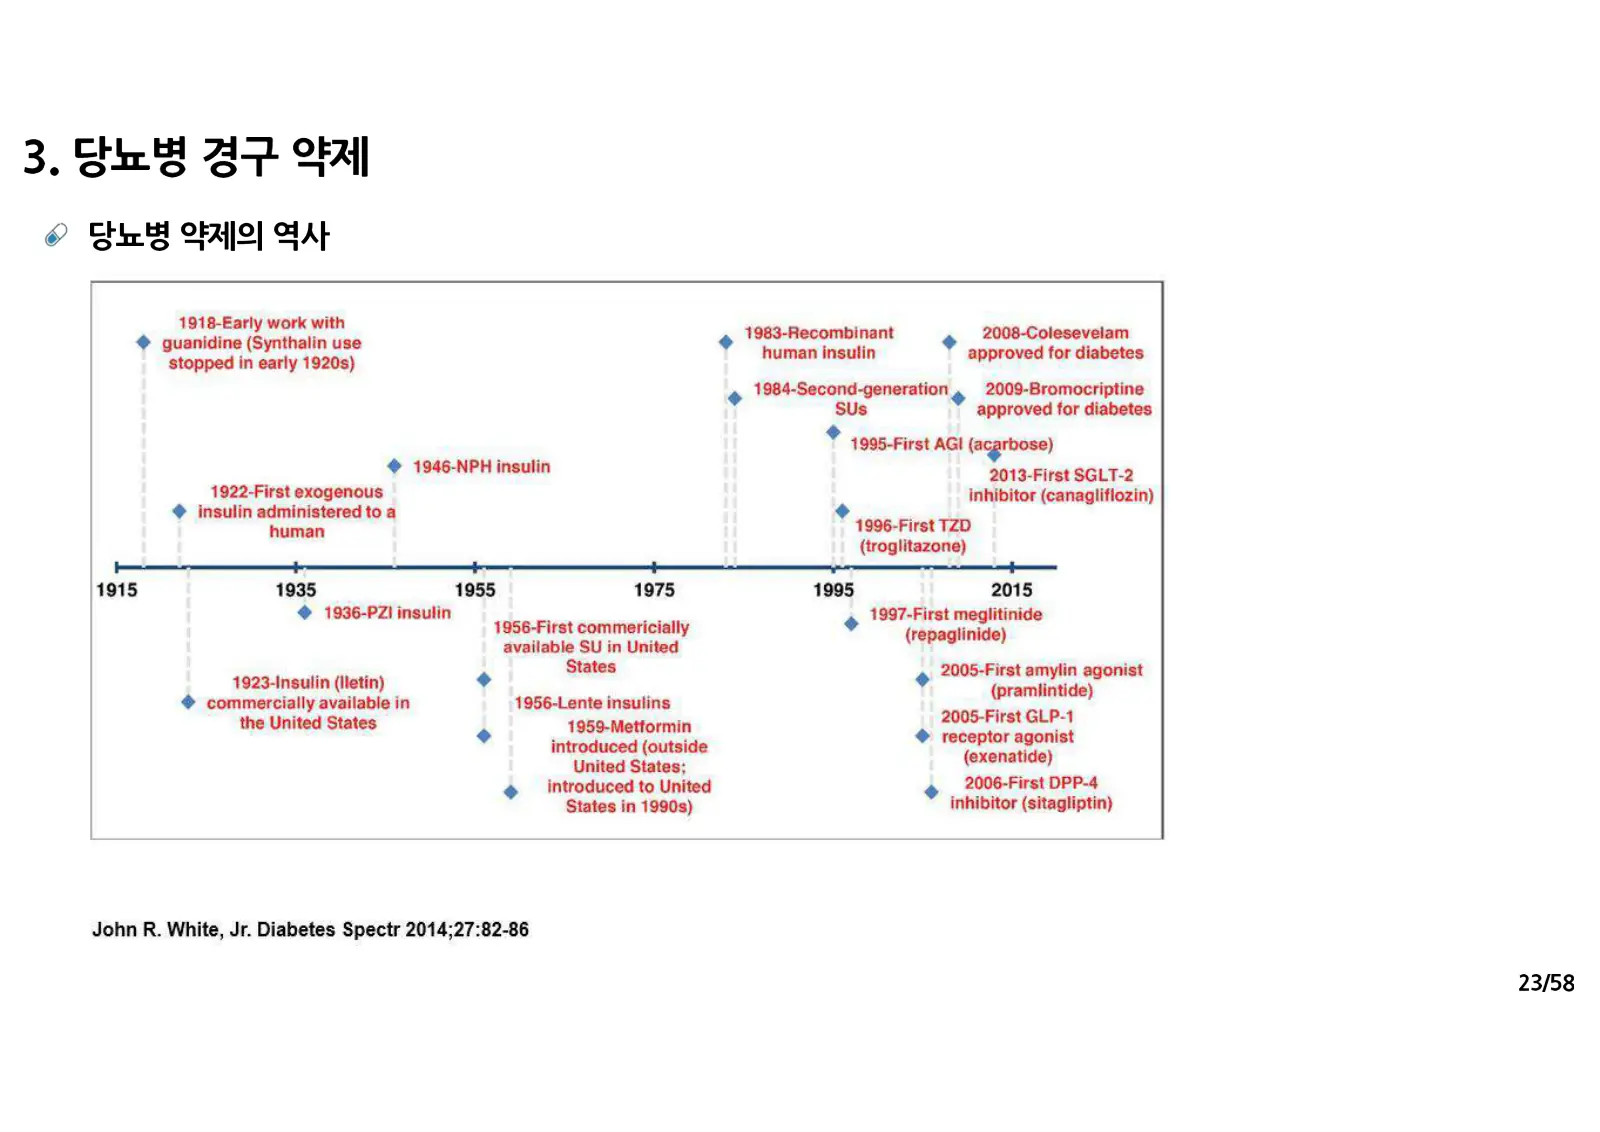 3. 당뇨병 경구 약제
당뇨병 약제의 역사
1918-Early work with
guanidine (Synthalin use
stopped in early 1920s)
1922-First exogenous
insulin administered to a
human
1946-NPH insulin
1983-Recombinant
human insulin
1984-Second-generation
SUs
1995-First AGI (acarbose)
1996-First TZD
(troglitazone)
2008-Colesevelam
approved for diabetes
2009-Bromocriptine
approved for diabetes
2013-First SGLT-2
inhibitor (canagliflozin)
1915 1935 1955 1975 1995 2015
1936-PZI insulin
1923-Insulin (Iletin)
commercially available in
the United States
1956-First commericially
available SU in United
States
1956-Lente insulins
1959-Metformin
introduced (outside
United States;
introduced to United
States in 1990s)
1997-First meglitinide
(repaglinide)
2005-First amylin agonist
(pramlintide)
2005-First GLP-1
receptor agonist
(exenatide)
2006-First DPP-4
inhibitor (sitagliptin)
John R. White, Jr. Diabetes Spectr 2014;27:82-86
23/58